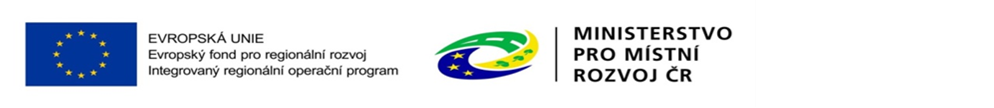 EVROPSKÁ UNIE
Evropský fond pro regionální rozvoj
Integrovaný regionální operační program
MINISTERSTVO
PRO MÍSTNÍ
ROZVOJ ČR